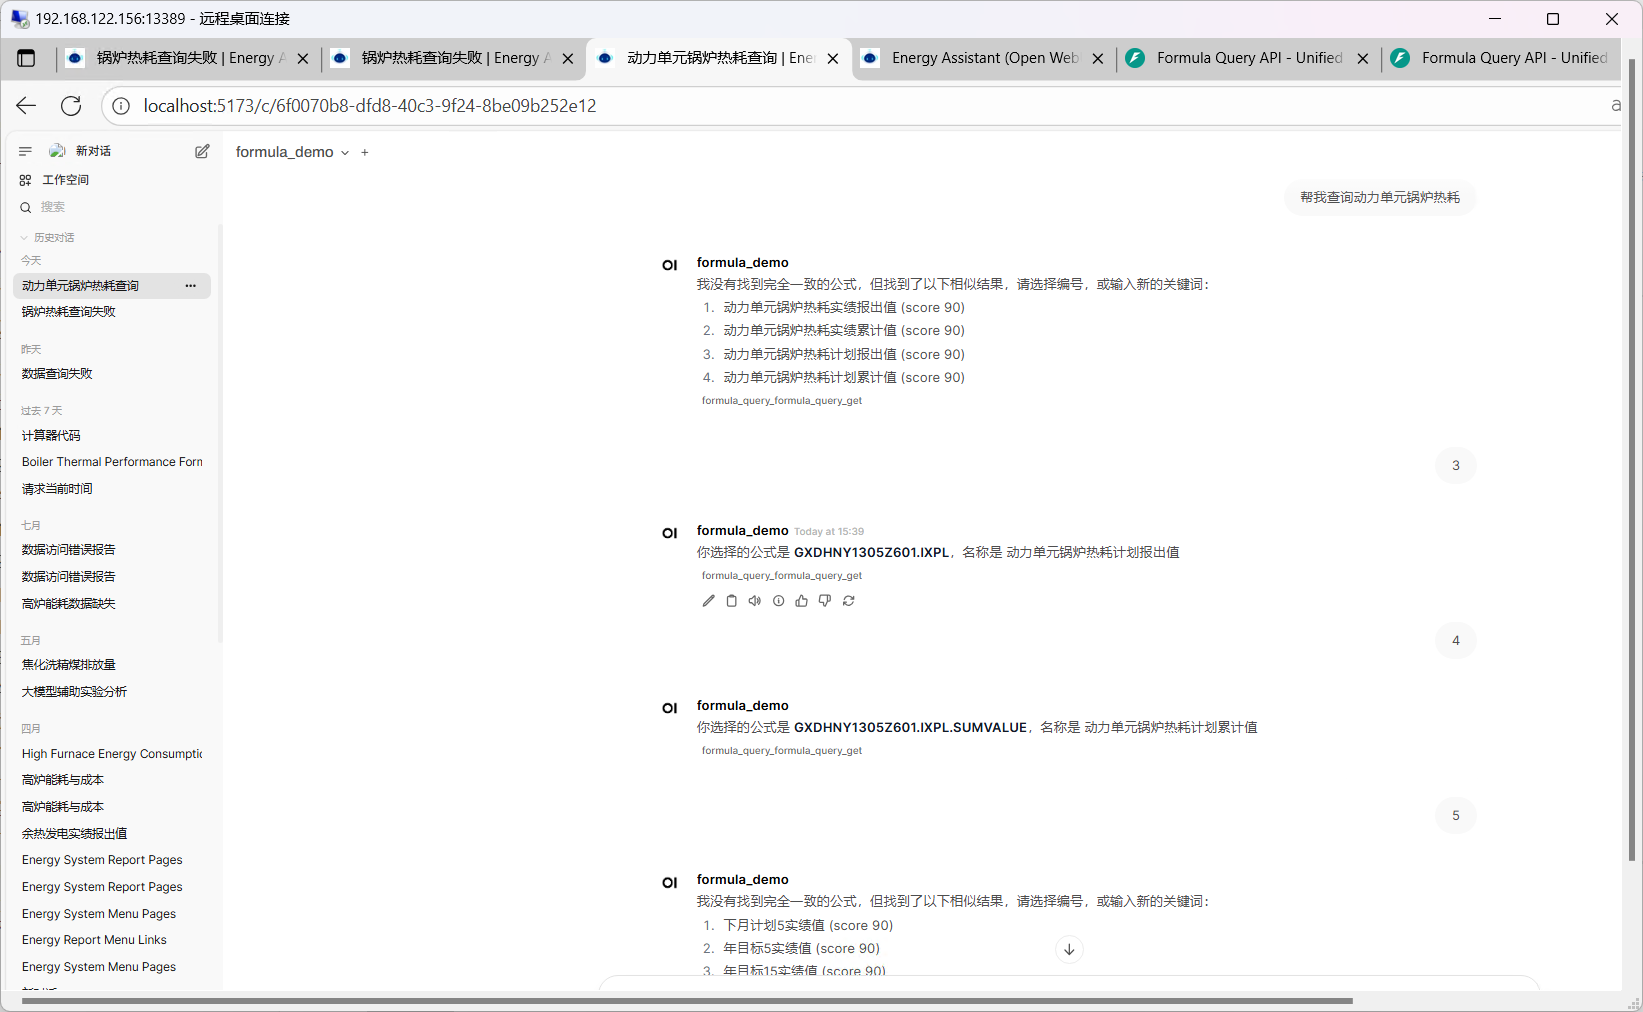 192.168.122.156:13389 - 远程桌面连接
锅炉热耗查询失败 | Energy A
锅炉热耗查询失败 | Energy A
动力单元锅炉热耗查询 | Ener
Energy Assistant (Open Web
Formula Query API - Unified
Formula Query API - Unified
localhost:5173/c/6f0070b8-dfd8-40c3-9f24-8be09b252e12
新对话
工作空间
搜索
历史对话
今天
动力单元锅炉热耗查询
锅炉热耗查询失败
昨天
数据查询失败
过去 7 天
计算器代码
Boiler Thermal Performance Form
请求当前时间
七月
数据访问错误报告
数据访问错误报告
高炉能耗数据缺失
五月
焦化洗精煤排放量
大模型辅助实验分析
四月
High Furnace Energy Consumptic
高炉能耗与成本
高炉能耗与成本
余热发电实绩报出值
Energy System Report Pages
Energy System Report Pages
Energy System Menu Pages
Energy Report Menu Links
Energy System Menu Pages
formula_demo
帮我查询动力单元锅炉热耗
OI formula_demo
我没有找到完全一致的公式，但找到了以下相似结果，请选择编号，或输入新的关键词：
1. 动力单元锅炉热耗实绩报出值 (score 90)
2. 动力单元锅炉热耗实绩累计值 (score 90)
3. 动力单元锅炉热耗计划报出值 (score 90)
4. 动力单元锅炉热耗计划累计值 (score 90)
formula_query_formula_query_get
3
OI formula_demo Today at 15:39
你选择的公式是 GXDHNY1305Z601.IXPL，名称是 动力单元锅炉热耗计划报出值
formula_query_formula_query_get
4
OI formula_demo
你选择的公式是 GXDHNY1305Z601.IXPL.SUMVALUE，名称是 动力单元锅炉热耗计划累计值
formula_query_formula_query_get
5
OI formula_demo
我没有找到完全一致的公式，但找到了以下相似结果，请选择编号，或输入新的关键词：
1. 下月计划5实绩值 (score 90)
2. 年目标5实绩值 (score 90)
3. 年目标15实绩值 (score 90)